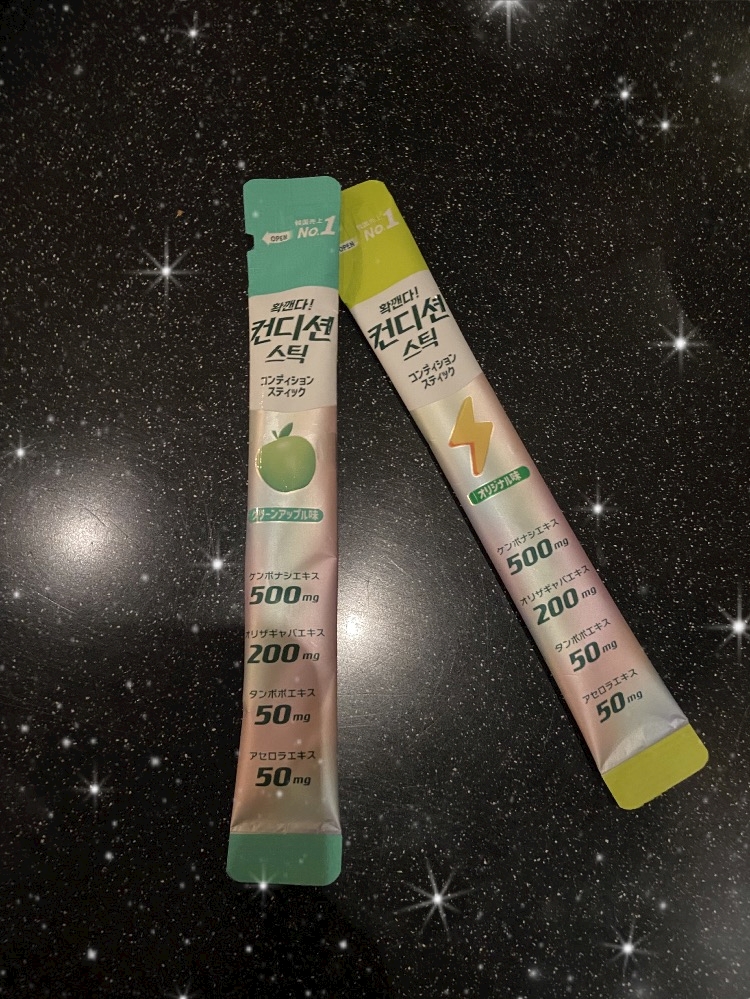 韓国売上
No.1
OPEN
확깬다!
컨디션
스틱
コンディション
スティック
グリーンアップル味
ケンポナシエキス
500mg
オリザギャバエキス
200mg
タンポポエキス
50mg
アセロラエキス
50mg
韓国売上
No.1
OPEN
확깬다!
컨디션
스틱
コンディション
スティック
オリジナル味
ケンポナシエキス
500mg
オリザギャバエキス
200mg
タンポポエキス
50mg
アセロラエキス
50mg